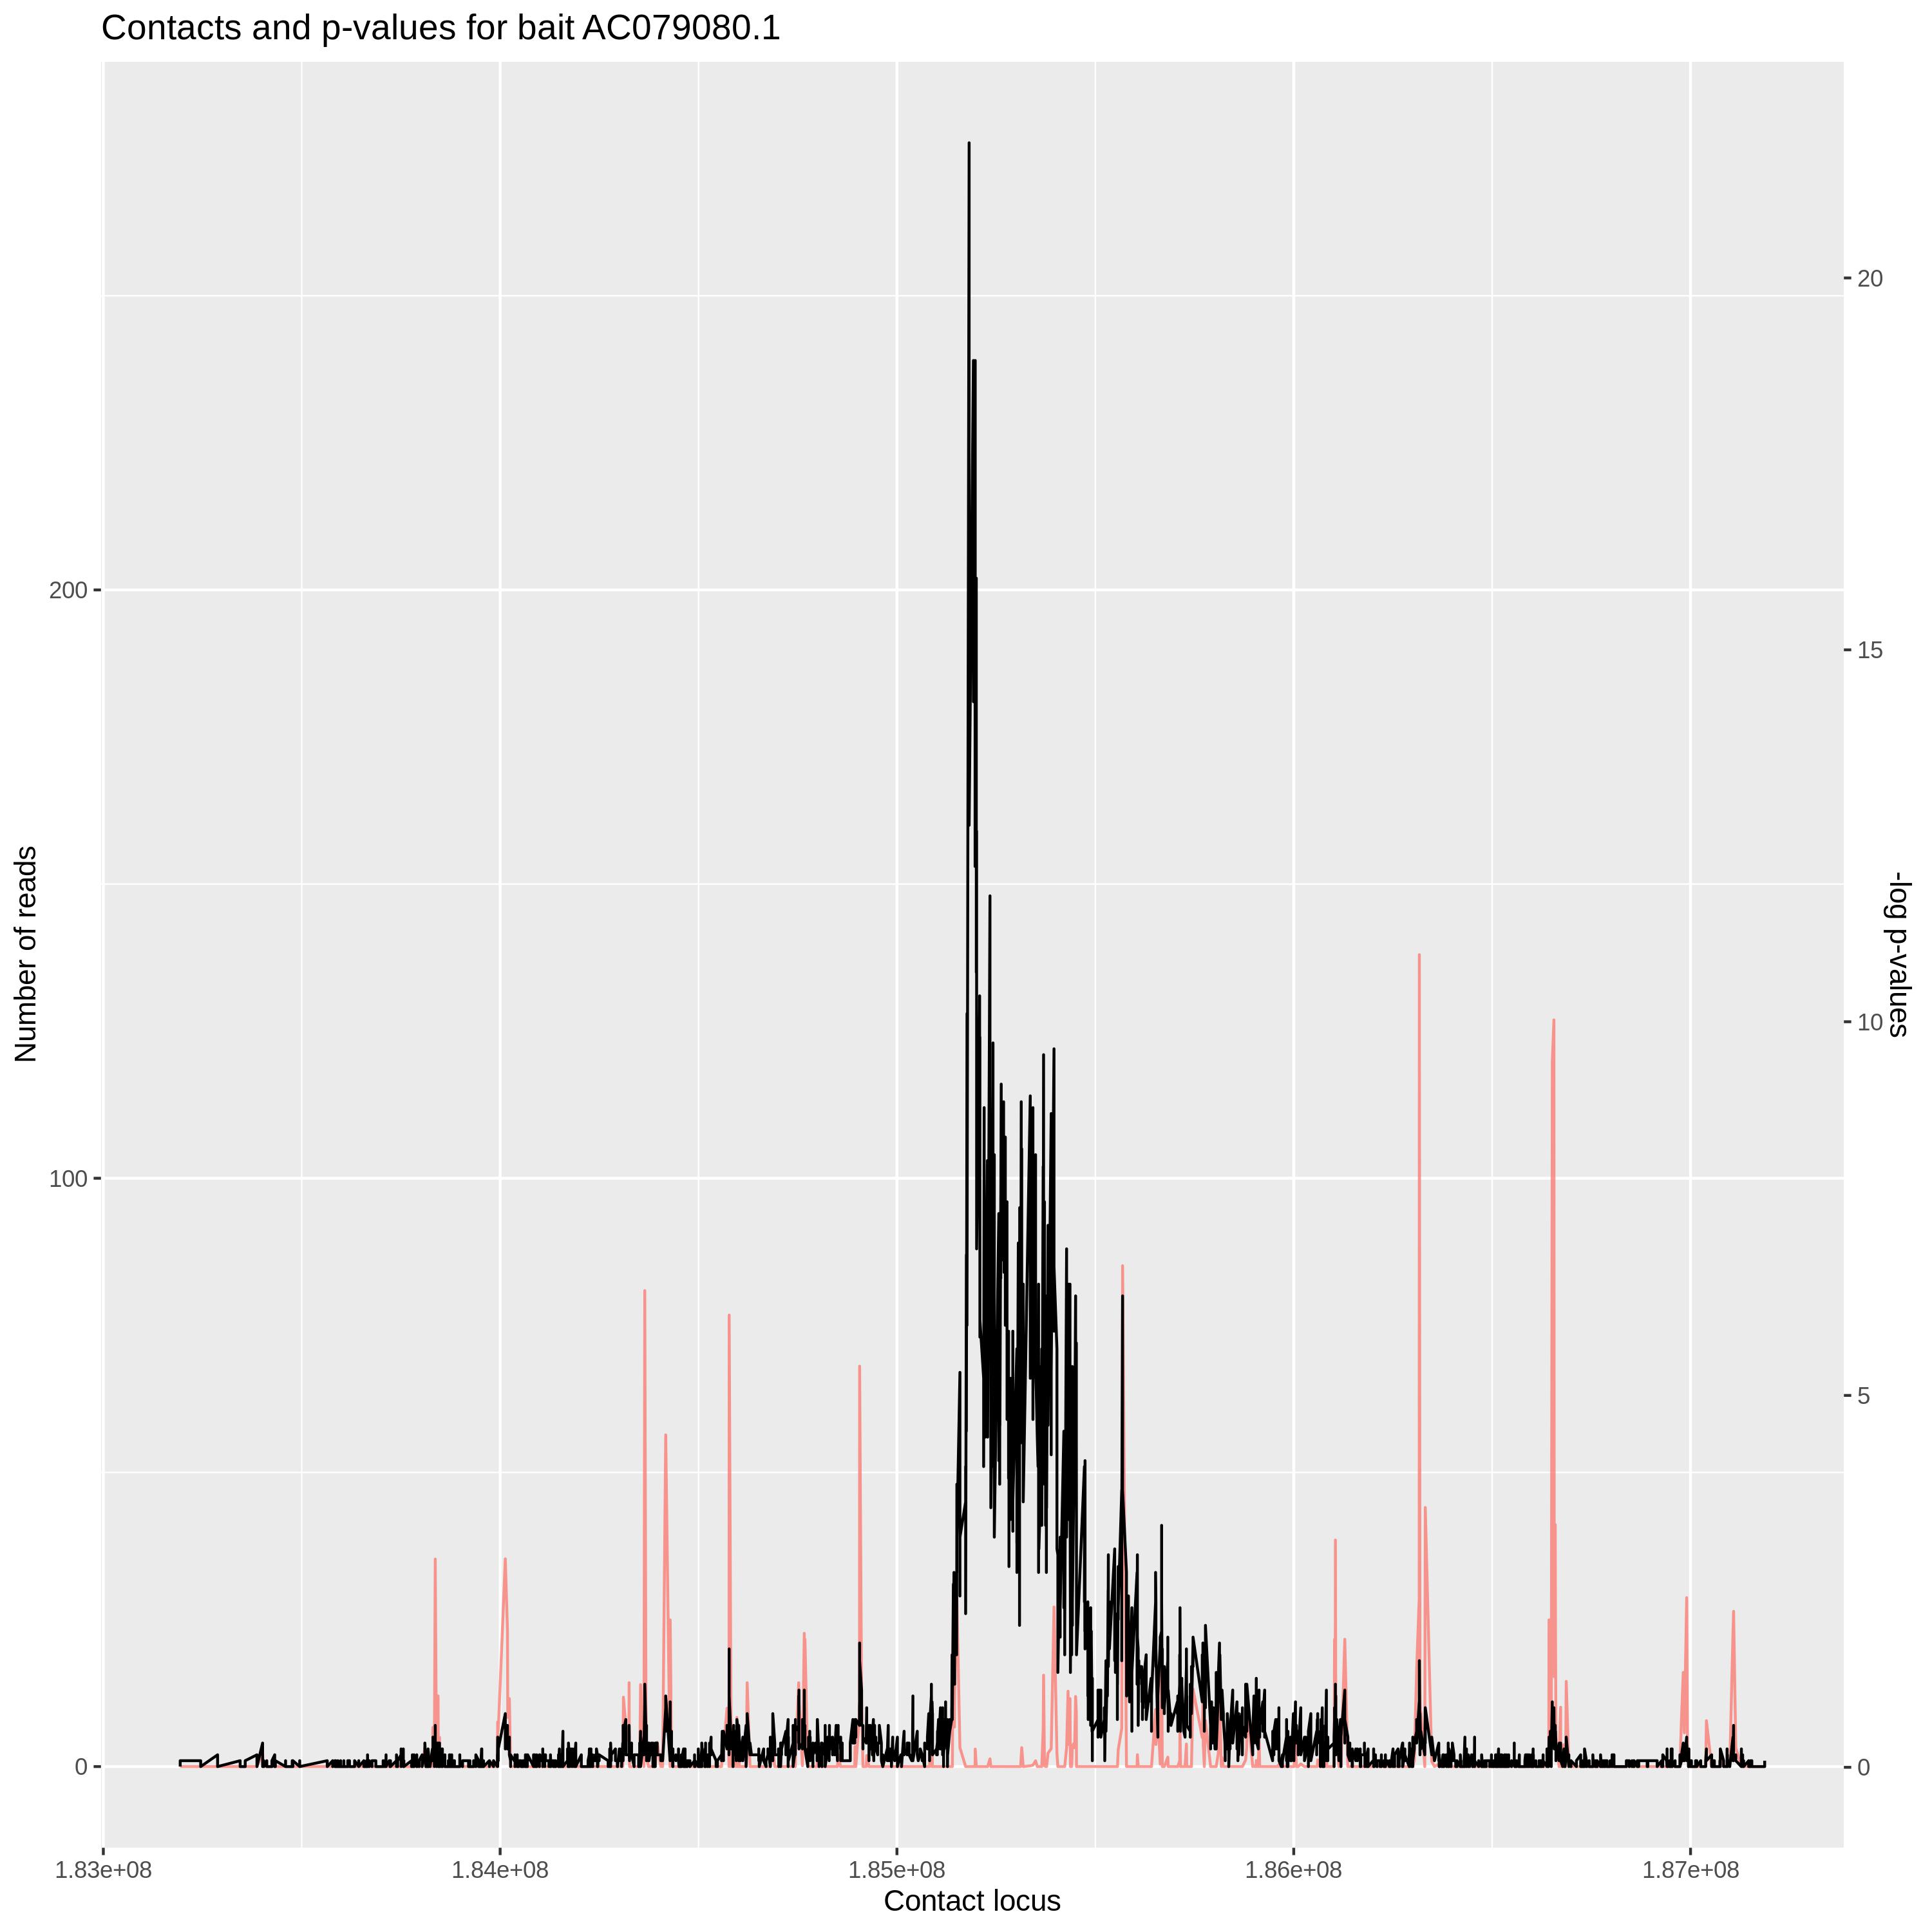 Contacts and p-values for bait AC079080.1
Number of reads
200
100
0
20
15
10
5
0
-log p-values
1.83e+08 1.84e+08 1.85e+08 1.86e+08 1.87e+08
Contact locus